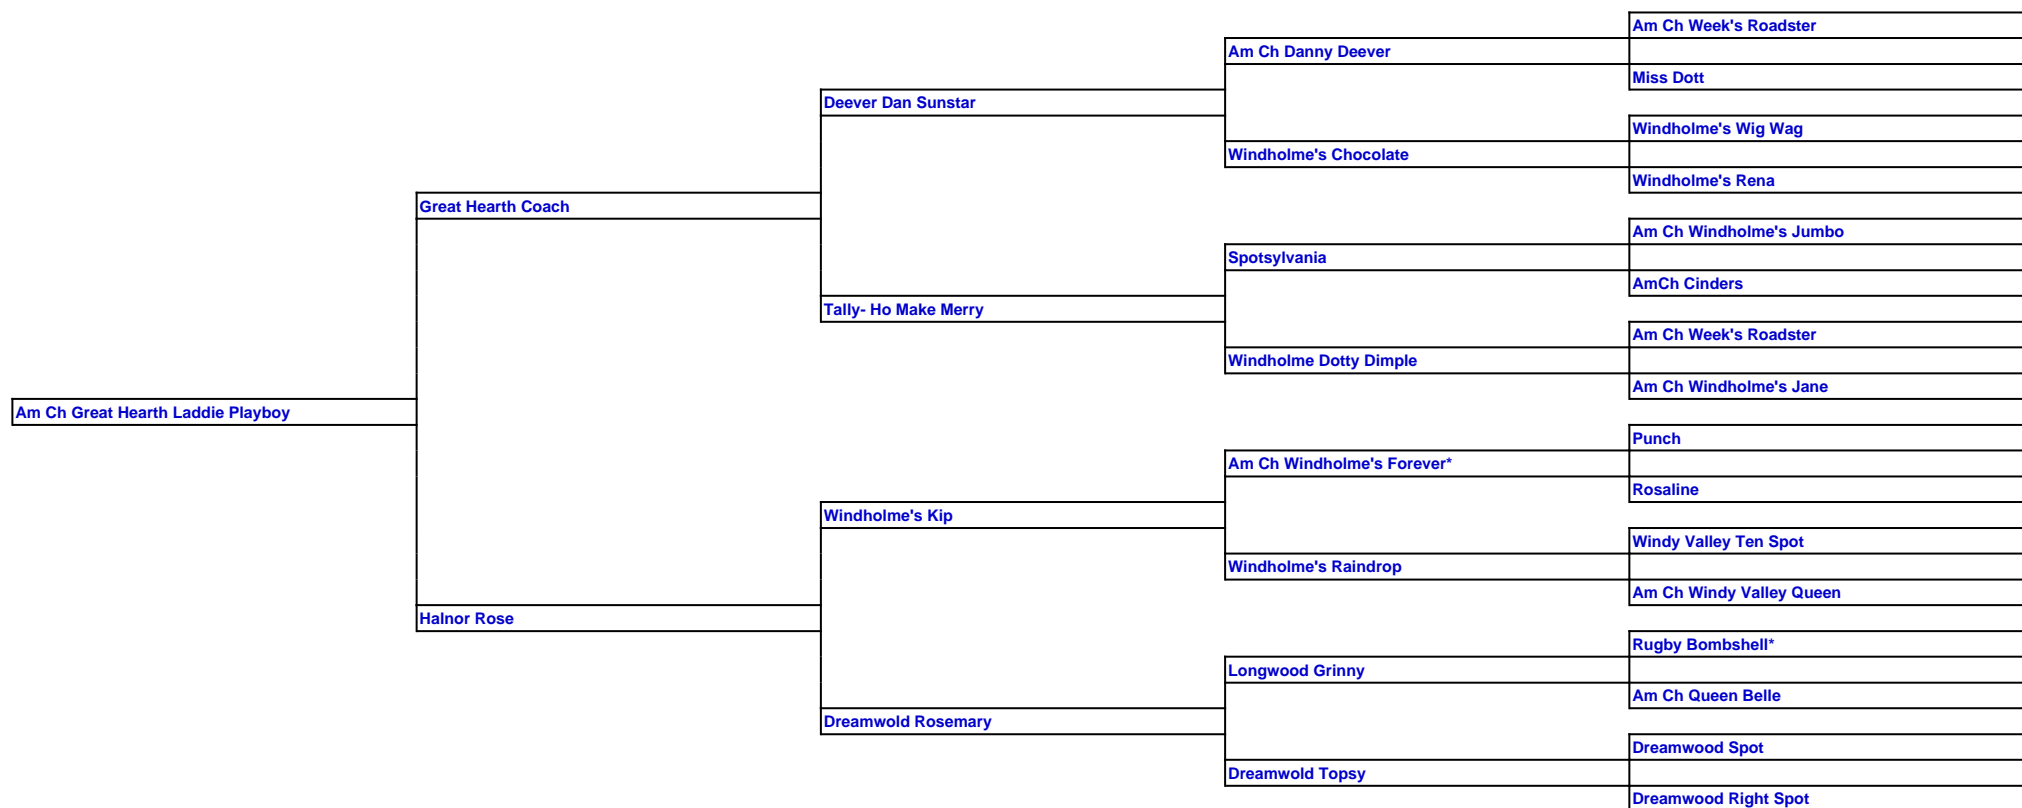 Am Ch Week's Roadster
Am Ch Danny Deever
Miss Dott
Deever Dan Sunstar
Windholme's Wig Wag
Windholme's Chocolate
Windholme's Rena
Great Hearth Coach
Am Ch Windholme's Jumbo
Spotsylvania
AmCh Cinders
Tally- Ho Make Merry
Am Ch Week's Roadster
Windholme Dotty Dimple
Am Ch Windholme's Jane
Am Ch Great Hearth Laddie Playboy
Punch
Am Ch Windholme's Forever*
Rosaline
Windholme's Kip
Windy Valley Ten Spot
Windholme's Raindrop
Am Ch Windy Valley Queen
Halnor Rose
Rugby Bombshell*
Longwood Grinny
Am Ch Queen Belle
Dreamwold Rosemary
Dreamwood Spot
Dreamwold Topsy
Dreamwood Right Spot